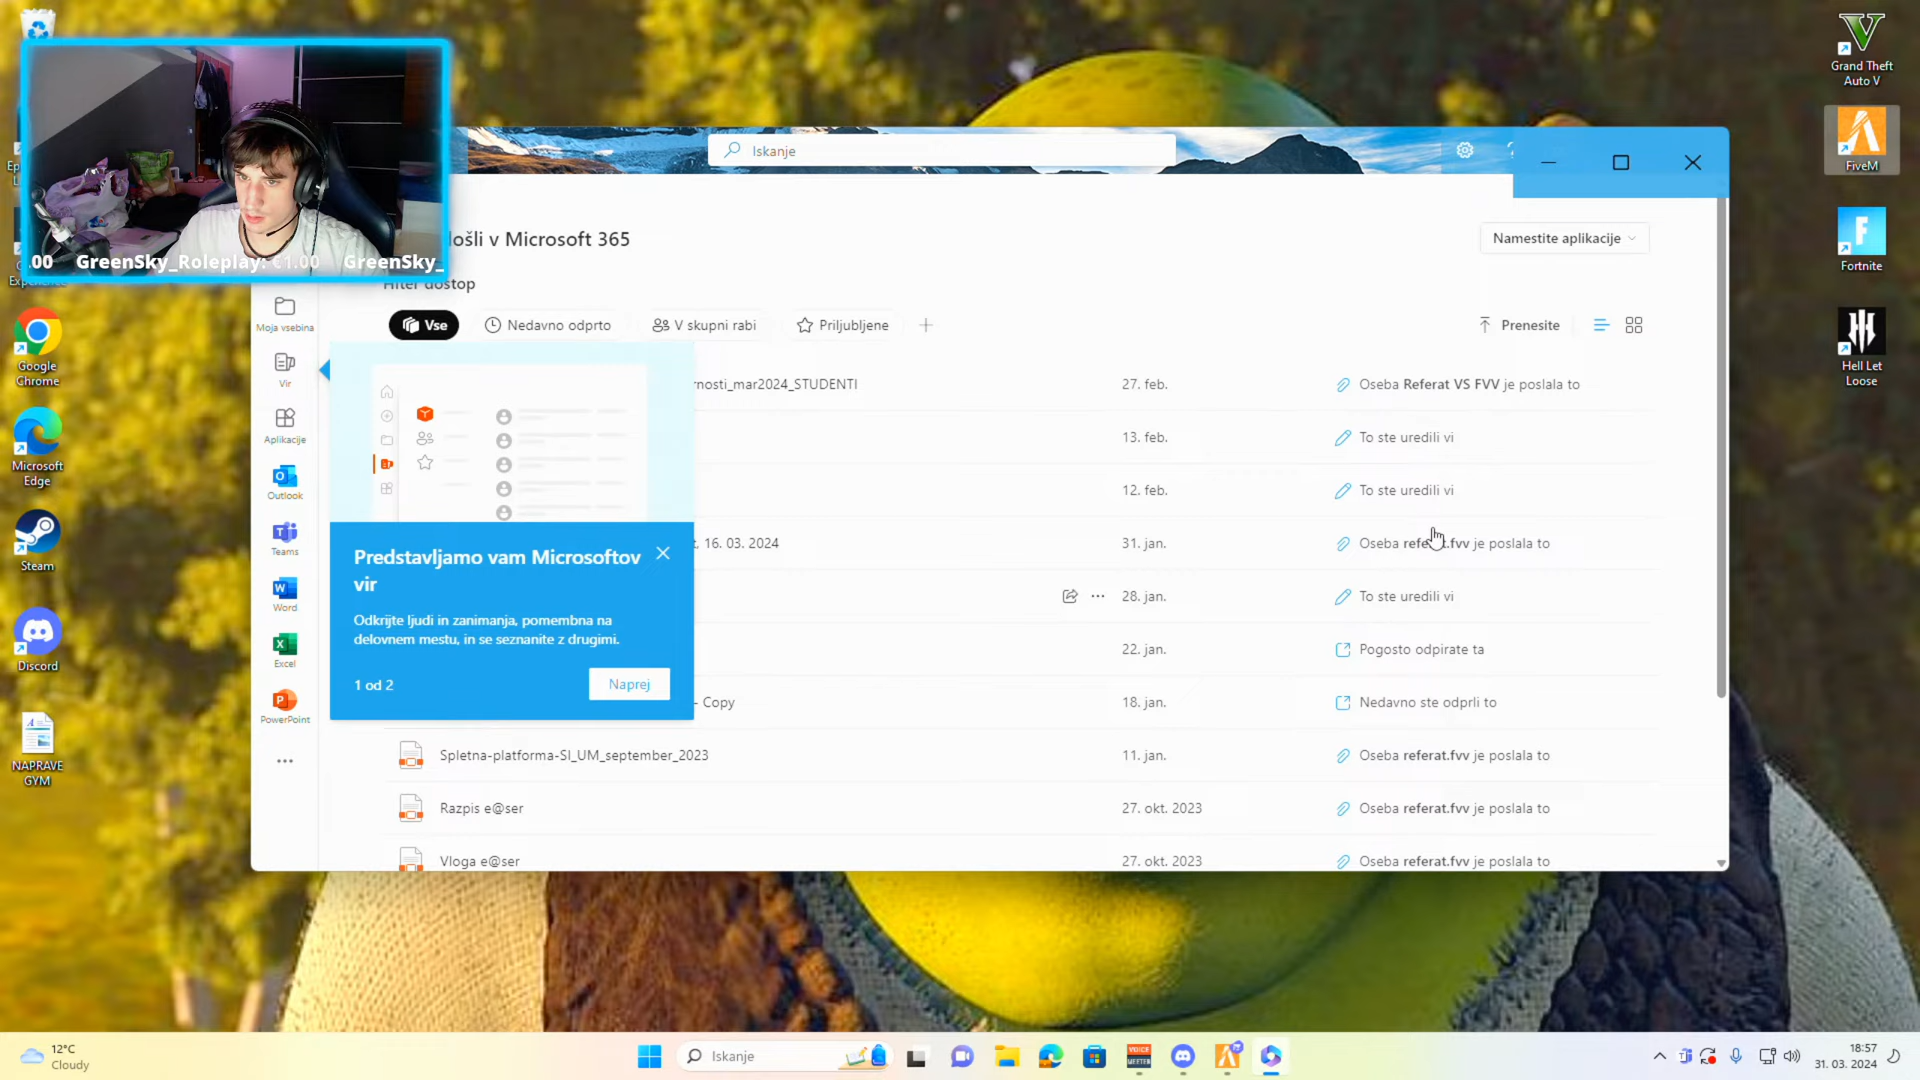 .00 GreenSky_Roleplay: €1.00 GreenSky_
Google
Chrome
Microsoft
Edge
Steam
Discord
NAPRAVE
GYM
Grand Theft
Auto V
FiveM
Fortnite
Hell Let
Loose
Iskanje
ošli v Microsoft 365
Namestite aplikacije
Hiter dostop
Vse
Nedavno odprto
V skupni rabi
Priljubljene
Prenesite
Moja vsebina
Vir
Aplikacije
Outlook
Teams
Word
Excel
PowerPoint
rnosti_mar2024_STUDENTI 27. feb. Oseba Referat VS FVV je poslala to
13. feb. To ste uredili vi
12. feb. To ste uredili vi
t, 16. 03. 2024 31. jan. Oseba referat.fvv je poslala to
28. jan. To ste uredili vi
22. jan. Pogosto odpirate ta
- Copy 18. jan. Nedavno ste odprli to
Spletna-platforma-SI_UM_september_2023 11. jan. Oseba referat.fvv je poslala to
Razpis e@ser 27. okt. 2023 Oseba referat.fvv je poslala to
Vloga e@ser 27. okt. 2023 Oseba referat.fvv je poslala to
Predstavljamo vam Microsoftov
vir
Odkrijte ljudi in zanimanja, pomembna na
delovnem mestu, in se seznanite z drugimi.
1 od 2
Naprej
12°C
Cloudy
Iskanje
VOICE
MEETER
18:57
31. 03. 2024